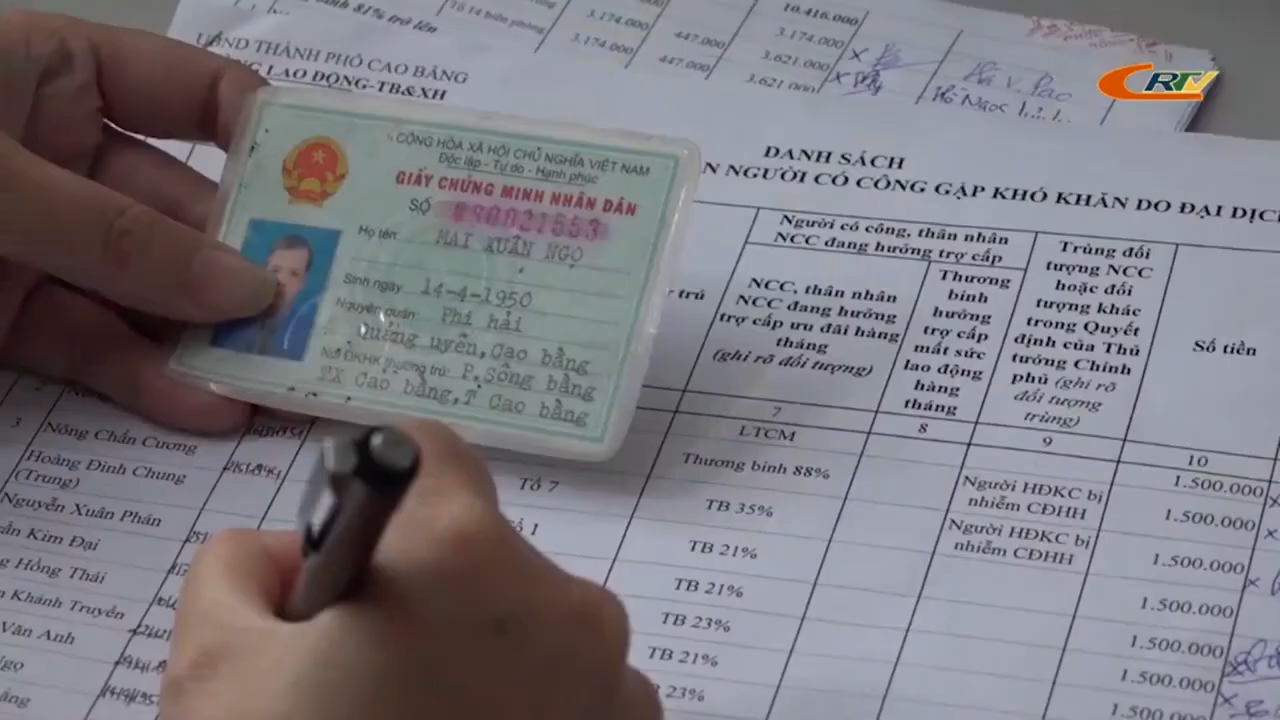 10.416.000
Tổ 14 biên phòng
3.174.000
81% trở lên
3.174.000
447.000
3.174.000
447.000
3.621.000
3.621.000
UBND THÀNH PHỐ CAO BẰNG
LAO ĐỘNG-TB&XH
CRTV
DANH SÁCH
N NGƯỜI CÓ CÔNG GẶP KHÓ KHĂN DO ĐẠI DỊC
CỘNG HÒA XÃ HỘI CHỦ NGHĨA VIỆT NAM
Độc lập - Tự do - Hạnh phúc
GIẤY CHỨNG MINH NHÂN DÂN
SỐ 080021553
Họ tên: MAI XUÂN NGỌ
Sinh ngày 14-4-1950
Nguyên quán: Phi hải
Quảng uyên, Cao bằng
Nơi ĐKHK thường trú: P. Sông bằng
TX Cao bằng, T Cao bằng
trú
Người có công, thân nhân
NCC đang hưởng trợ cấp
NCC, thân nhân
NCC đang hưởng
trợ cấp ưu đãi hàng
tháng
(ghi rõ đối tượng)
Thương
binh
hưởng
trợ cấp
mất sức
lao động
hàng
tháng
Trùng đối
tượng NCC
hoặc đối
tượng khác
trong Quyết
định của Thủ
tướng Chính
phủ (ghi rõ
đối tượng
trùng)
Số tiền
7
8
9
10
LTCM
1.500.000
3
Nông Chấn Cương
Tổ 7
Thương binh 88%
Người HĐKC bị
nhiễm CĐHH
1.500.000
Hoàng Đình Chung
(Trung)
Số 1
TB 35%
Người HĐKC bị
nhiễm CĐHH
1.500.000
Nguyễn Xuân Phán
TB 21%
1.500.000
Kim Đại
TB 21%
1.500.000
Hồng Thái
TB 23%
1.500.000
Khánh Truyền
TB 21%
1.500.000
Văn Anh
23%